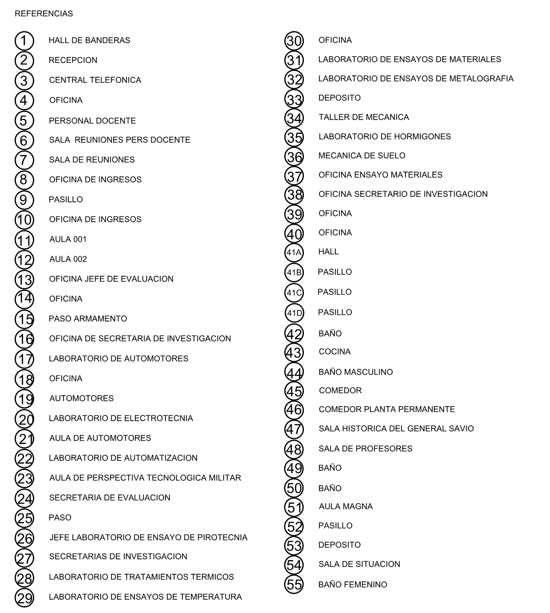 REFERENCIAS
1 HALL DE BANDERAS
2 RECEPCION
3 CENTRAL TELEFONICA
4 OFICINA
5 PERSONAL DOCENTE
6 SALA REUNIONES PERS DOCENTE
7 SALA DE REUNIONES
8 OFICINA DE INGRESOS
9 PASILLO
10 OFICINA DE INGRESOS
11 AULA 001
12 AULA 002
13 OFICINA JEFE DE EVALUACION
14 OFICINA
15 PASO ARMAMENTO
16 OFICINA DE SECRETARIA DE INVESTIGACION
17 LABORATORIO DE AUTOMOTORES
18 OFICINA
19 AUTOMOTORES
20 LABORATORIO DE ELECTROTECNIA
21 AULA DE AUTOMOTORES
22 LABORATORIO DE AUTOMATIZACION
23 AULA DE PERSPECTIVA TECNOLOGICA MILITAR
24 SECRETARIA DE EVALUACION
25 PASO
26 JEFE LABORATORIO DE ENSAYO DE PIROTECNIA
27 SECRETARIAS DE INVESTIGACION
28 LABORATORIO DE TRATAMIENTOS TERMICOS
29 LABORATORIO DE ENSAYOS DE TEMPERATURA
30 OFICINA
31 LABORATORIO DE ENSAYOS DE MATERIALES
32 LABORATORIO DE ENSAYOS DE METALOGRAFIA
33 DEPOSITO
34 TALLER DE MECANICA
35 LABORATORIO DE HORMIGONES
36 MECANICA DE SUELO
37 OFICINA ENSAYO MATERIALES
38 OFICINA SECRETARIO DE INVESTIGACION
39 OFICINA
40 OFICINA
41A HALL
41B PASILLO
41C PASILLO
41D PASILLO
42 BAÑO
43 COCINA
44 BAÑO MASCULINO
45 COMEDOR
46 COMEDOR PLANTA PERMANENTE
47 SALA HISTORICA DEL GENERAL SAVIO
48 SALA DE PROFESORES
49 BAÑO
50 BAÑO
51 AULA MAGNA
52 PASILLO
53 DEPOSITO
54 SALA DE SITUACION
55 BAÑO FEMENINO